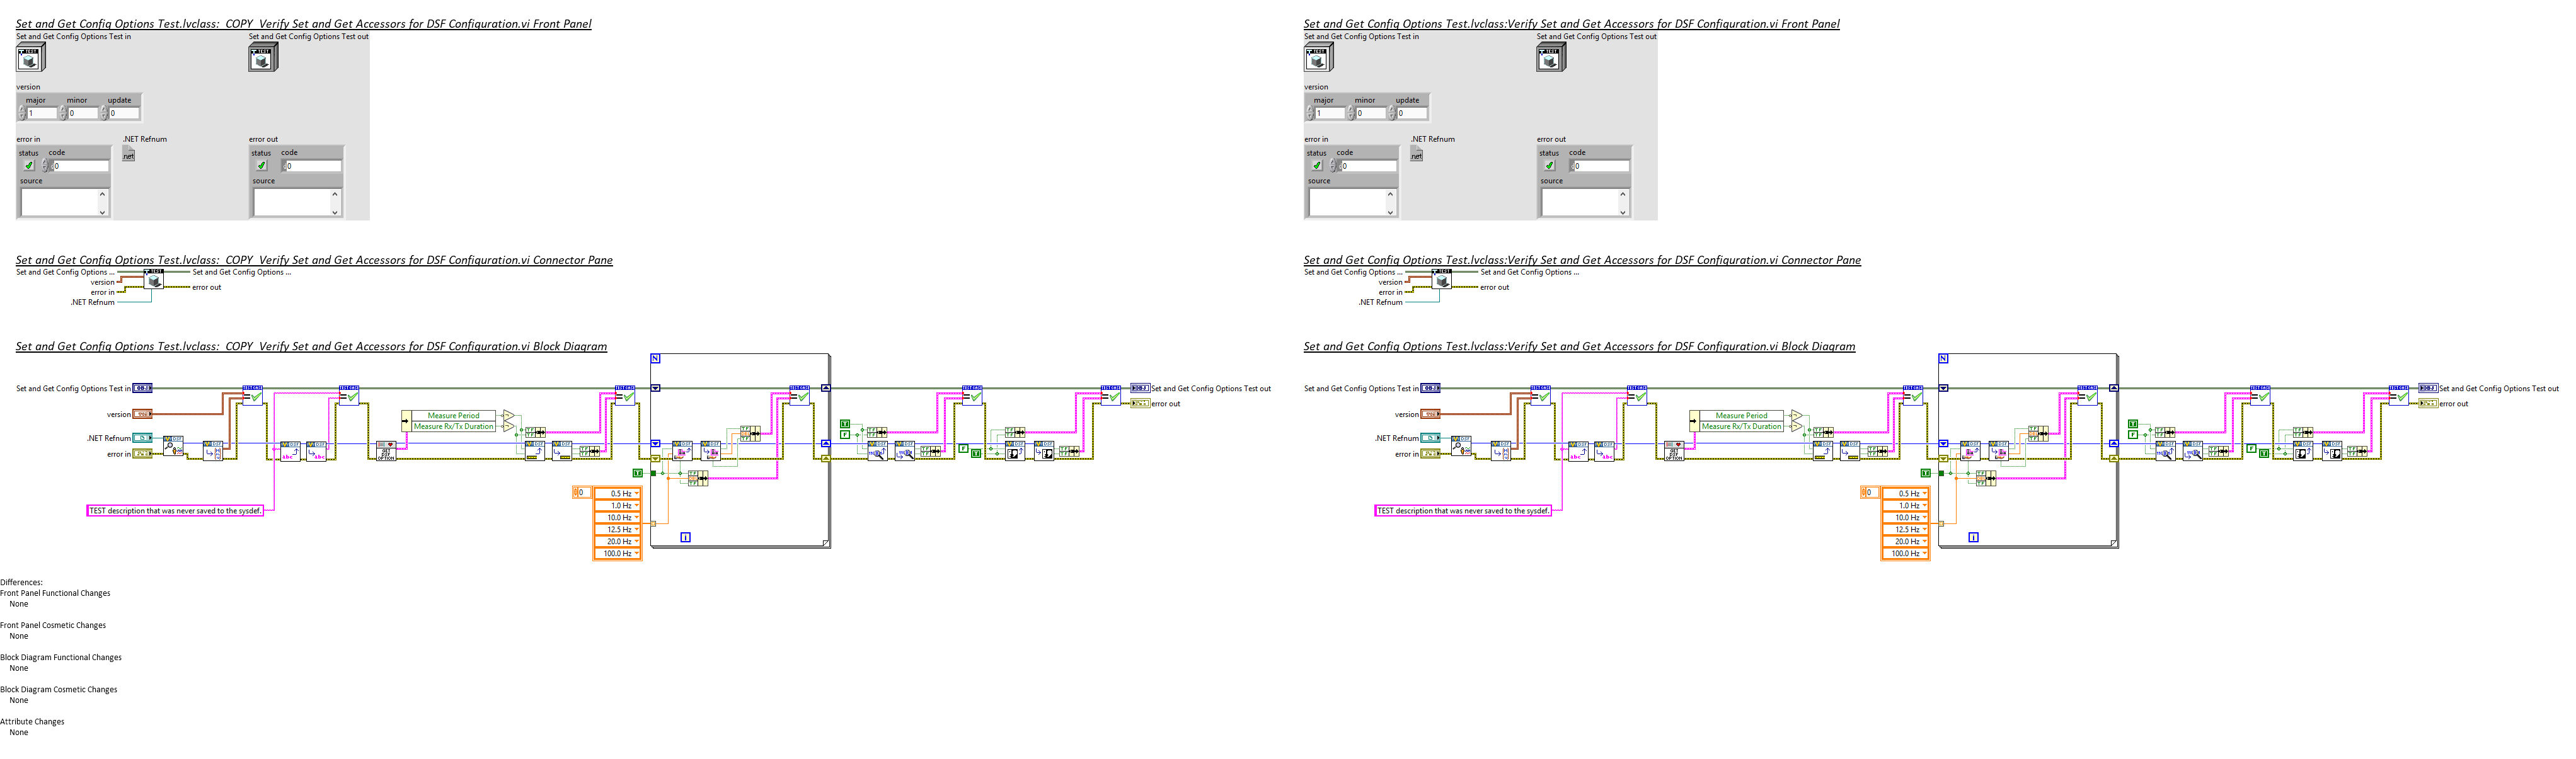 Set and Get Config Options Test.lvclass:  COPY  Verify Set and Get Accessors for DSF Configuration.vi Front Panel
Set and Get Config Options Test in
Set and Get Config Options Test out
TEST
TEST
version
major minor update
1 0 0
error in
.NET Refnum
error out
status code
.net
status code
0
0
source
source
Set and Get Config Options Test.lvclass:  COPY  Verify Set and Get Accessors for DSF Configuration.vi Connector Pane
Set and Get Config Options ...
TEST
Set and Get Config Options ...
version
error in
error out
.NET Refnum
Set and Get Config Options Test.lvclass:  COPY  Verify Set and Get Accessors for DSF Configuration.vi Block Diagram
N
Set and Get Config Options Test in
Set and Get Config Options Test out
version
error out
Measure Period
Measure Rx/Tx Duration
.NET Refnum
error in
abc
abc
T
F
F
T
T
0
0.5 Hz
1.0 Hz
10.0 Hz
12.5 Hz
20.0 Hz
100.0 Hz
TEST description that was never saved to the sysdef.
i
Differences:
Front Panel Functional Changes
None
Front Panel Cosmetic Changes
None
Block Diagram Functional Changes
None
Block Diagram Cosmetic Changes
None
Attribute Changes
None
Set and Get Config Options Test.lvclass:Verify Set and Get Accessors for DSF Configuration.vi Front Panel
Set and Get Config Options Test in
Set and Get Config Options Test out
TEST
TEST
version
major minor update
1 0 0
error in
.NET Refnum
error out
status code
.net
status code
0
0
source
source
Set and Get Config Options Test.lvclass:Verify Set and Get Accessors for DSF Configuration.vi Connector Pane
Set and Get Config Options ...
TEST
Set and Get Config Options ...
version
error in
error out
.NET Refnum
Set and Get Config Options Test.lvclass:Verify Set and Get Accessors for DSF Configuration.vi Block Diagram
N
Set and Get Config Options Test in
Set and Get Config Options Test out
version
error out
Measure Period
Measure Rx/Tx Duration
.NET Refnum
error in
abc
abc
T
F
F
T
T
0
0.5 Hz
1.0 Hz
10.0 Hz
12.5 Hz
20.0 Hz
100.0 Hz
TEST description that was never saved to the sysdef.
i